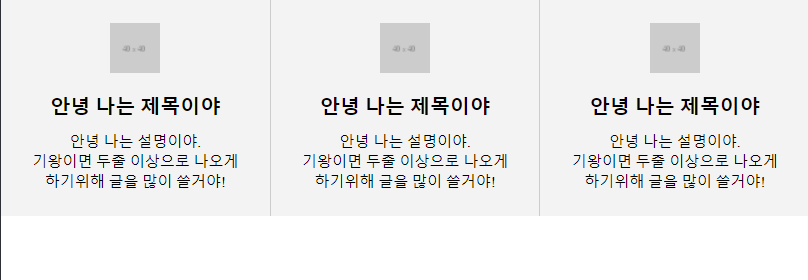 40 x 40
40 x 40
40 x 40
안녕 나는 제목이야
안녕 나는 제목이야
안녕 나는 제목이야
안녕 나는 설명이야.
기왕이면 두줄 이상으로 나오게
하기위해 글을 많이 쓸거야!
안녕 나는 설명이야.
기왕이면 두줄 이상으로 나오게
하기위해 글을 많이 쓸거야!
안녕 나는 설명이야.
기왕이면 두줄 이상으로 나오게
하기위해 글을 많이 쓸거야!